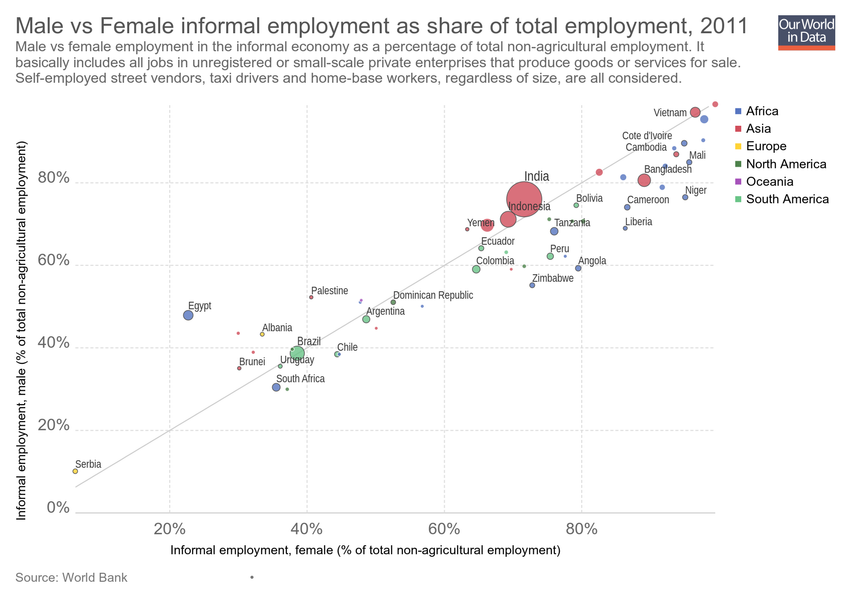 Male vs Female informal employment as share of total employment, 2011
Our World
in Data
Male vs female employment in the informal economy as a percentage of total non-agricultural employment. It
basically includes all jobs in unregistered or small-scale private enterprises that produce goods or services for sale.
Self-employed street vendors, taxi drivers and home-base workers, regardless of size, are all considered.
Africa
Asia
Europe
North America
Oceania
South America
Informal employment, male (% of total non-agricultural employment)
80%
60%
40%
20%
0%
Vietnam
Cote d'Ivoire
Cambodia
Mali
Bangladesh
India
Niger
Bolivia
Cameroon
Indonesia
Yemen
Tanzania
Liberia
Ecuador
Peru
Colombia
Angola
Zimbabwe
Palestine
Dominican Republic
Egypt
Argentina
Albania
Brazil
Chile
Brunei
Uruguay
South Africa
Serbia
20%
40%
60%
80%
Informal employment, female (% of total non-agricultural employment)
Source: World Bank